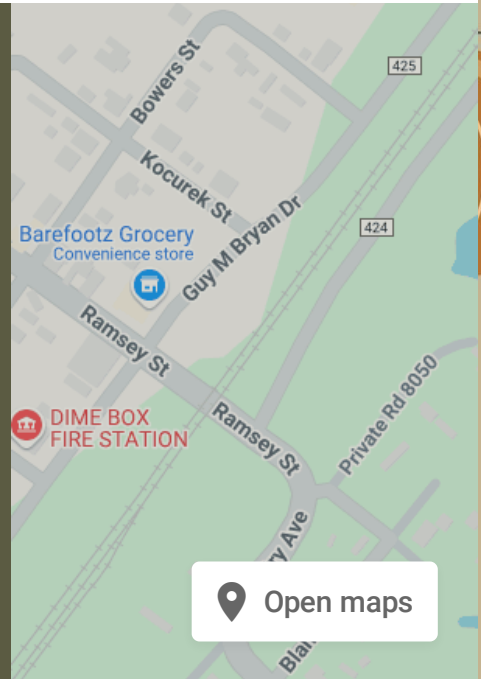 Bowers St
425
Kocurek St
424
Barefootz Grocery
Convenience store
Guy M Bryan Dr
Ramsey St
DIME BOX
FIRE STATION
Ramsey St
Private Rd 8050
Ave
Open maps